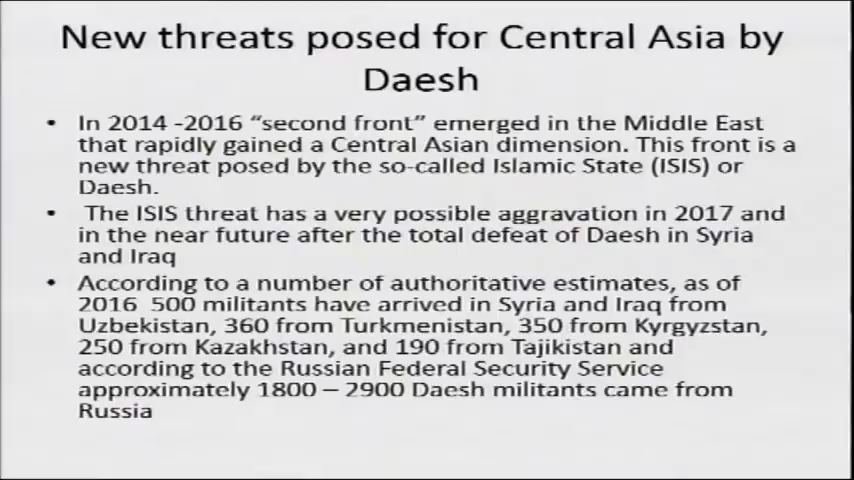 New threats posed for Central Asia by
Daesh
• In 2014 -2016 “second front” emerged in the Middle East
that rapidly gained a Central Asian dimension. This front is a
new threat posed by the so-called Islamic State (ISIS) or
Daesh.
• The ISIS threat has a very possible aggravation in 2017 and
in the near future after the total defeat of Daesh in Syria
and Iraq
• According to a number of authoritative estimates, as of
2016 500 militants have arrived in Syria and Iraq from
Uzbekistan, 360 from Turkmenistan, 350 from Kyrgyzstan,
250 from Kazakhstan, and 190 from Tajikistan and
according to the Russian Federal Security Service
approximately 1800 – 2900 Daesh militants came from
Russia